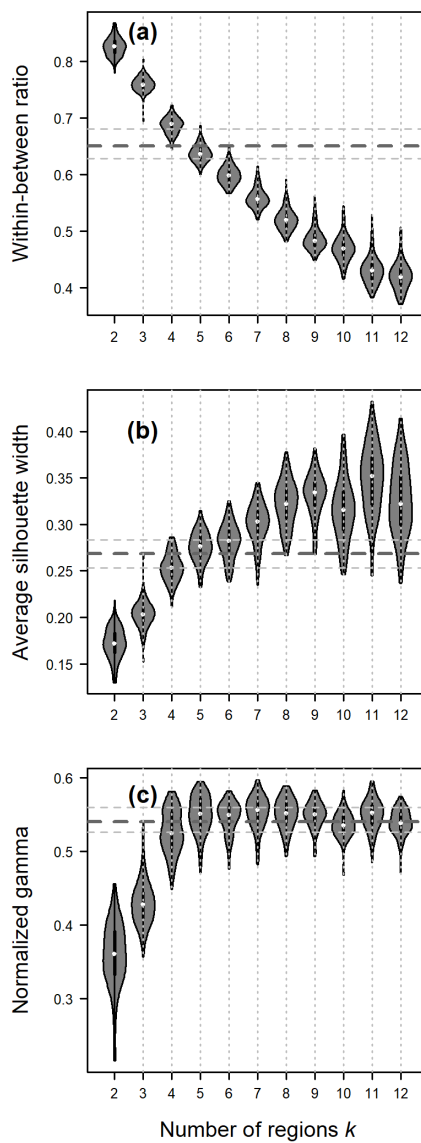 (a)
Within-between ratio
0.8
0.7
0.6
0.5
0.4
2 3 4 5 6 7 8 9 10 11 12
(b)
Average silhouette width
0.40
0.35
0.30
0.25
0.20
0.15
2 3 4 5 6 7 8 9 10 11 12
(c)
Normalized gamma
0.6
0.5
0.4
0.3
2 3 4 5 6 7 8 9 10 11 12
Number of regions k